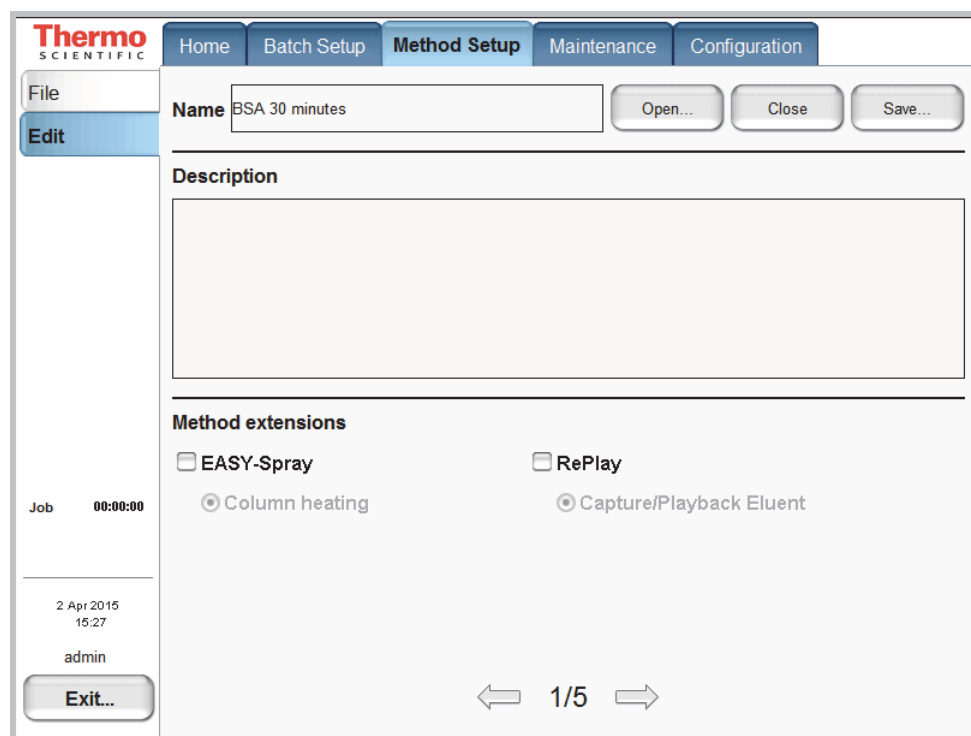 Thermo
SCIENTIFIC
Home Batch Setup Method Setup Maintenance Configuration
File
Edit
Name BSA 30 minutes Open... Close Save...
Description
Method extensions
EASY-Spray RePlay
Column heating Capture/Playback Eluent
Job 00:00:00
2 Apr 2015
15:27
admin
Exit...
1/5